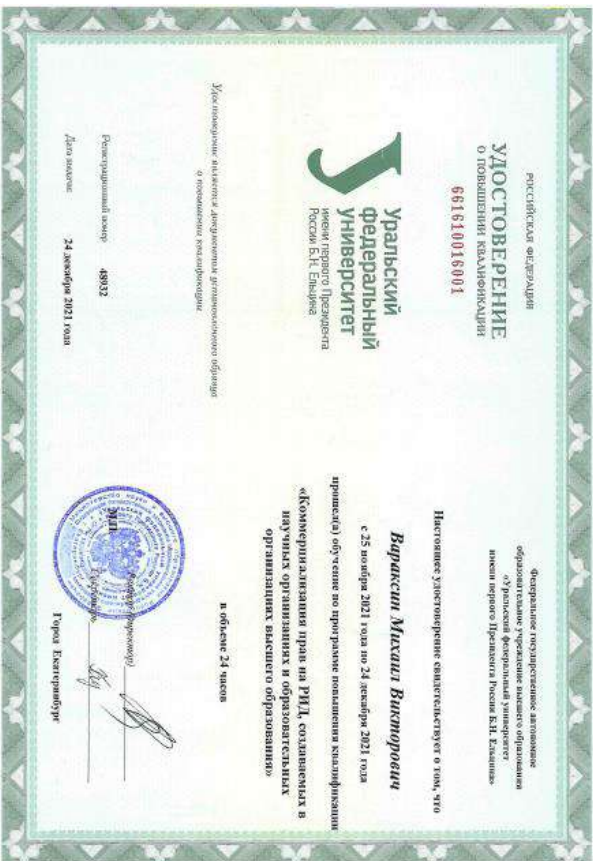 РОССИЙСКАЯ ФЕДЕРАЦИЯ
УДОСТОВЕРЕНИЕ
О ПОВЫШЕНИИ КВАЛИФИКАЦИИ
661610016001
Уральский
федеральный
университет
имени первого Президента
России Б.Н. Ельцина
Удостоверение является документом установленного образца
о повышении квалификации
Регистрационный номер 48932
Дата выдачи: 24 декабря 2021 года
Федеральное государственное автономное
образовательное учреждение высшего образования
«Уральский федеральный университет
имени первого Президента России Б.Н. Ельцина»
Настоящее удостоверение свидетельствует о том, что
Вараксин Михаил Викторович
с 25 ноября 2021 года по 24 декабря 2021 года
прошел(а) обучение по программе повышения квалификации
«Коммерциализация прав на РИД, создаваемых в
научных организациях и образовательных
организациях высшего образования»
в объеме 24 часов
М.П.
Город Екатеринбург